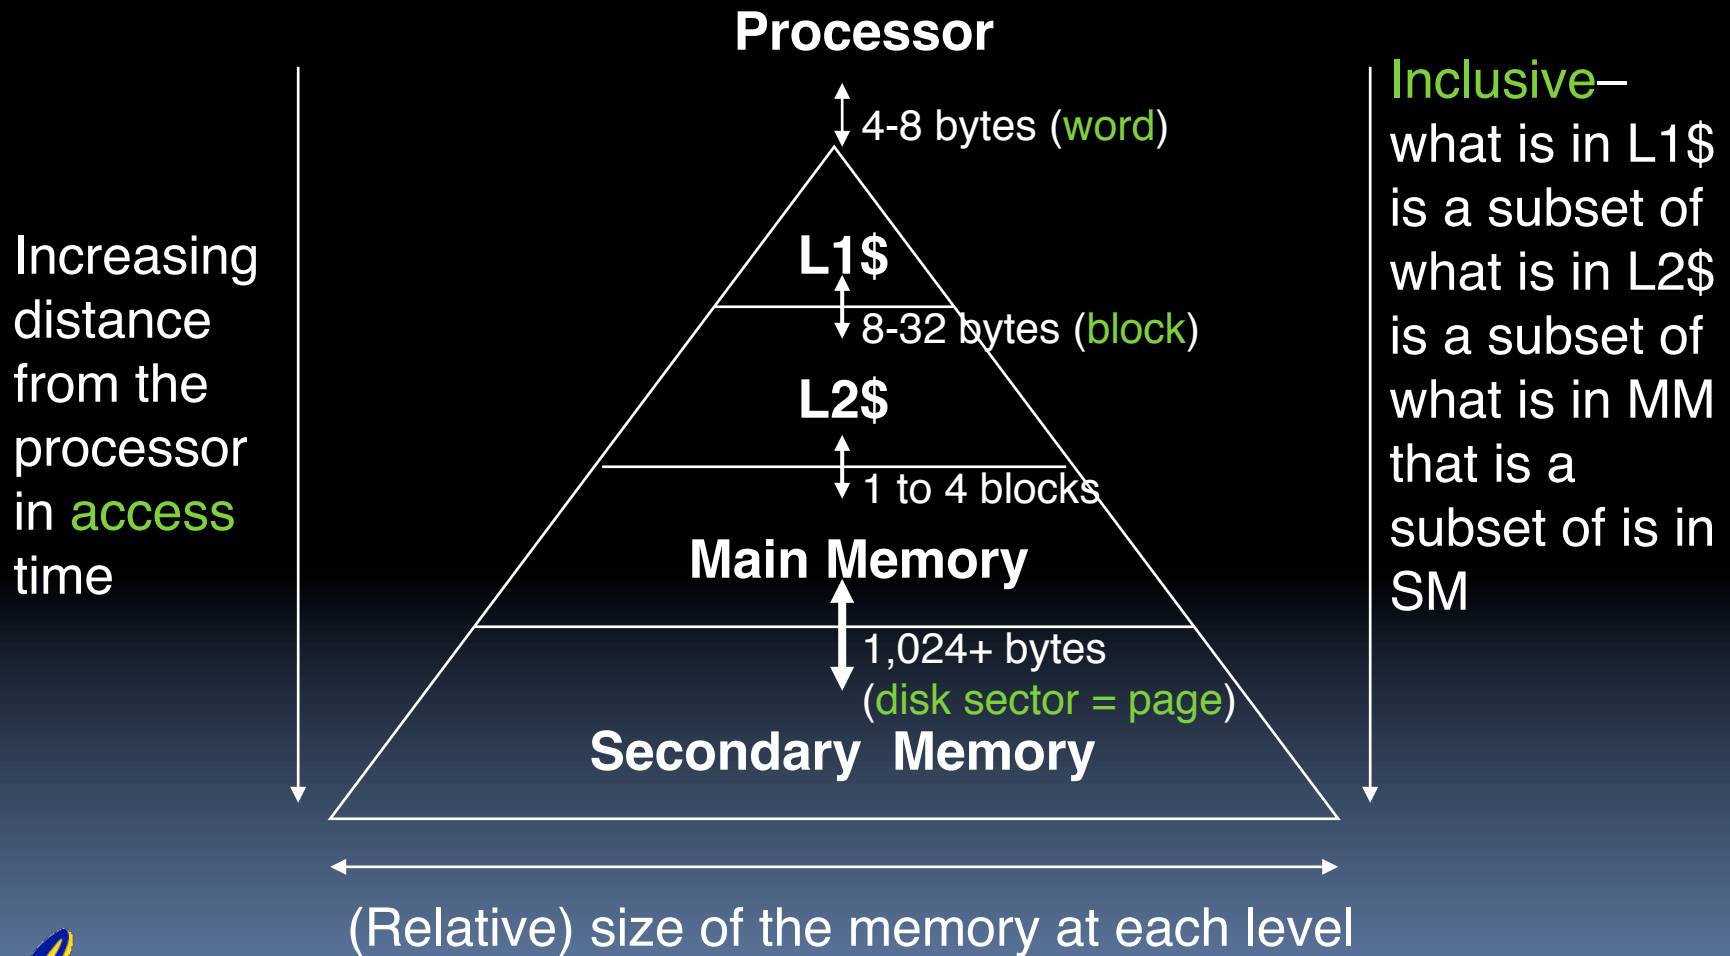 Processor
4-8 bytes (word)
Increasing
distance
from the
processor
in access
time
L1$
8-32 bytes (block)
L2$
1 to 4 blocks
Main Memory
1,024+ bytes
(disk sector = page)
Secondary Memory
Inclusive–
what is in L1$
is a subset of
what is in L2$
is a subset of
what is in MM
that is a
subset of is in
SM
(Relative) size of the memory at each level